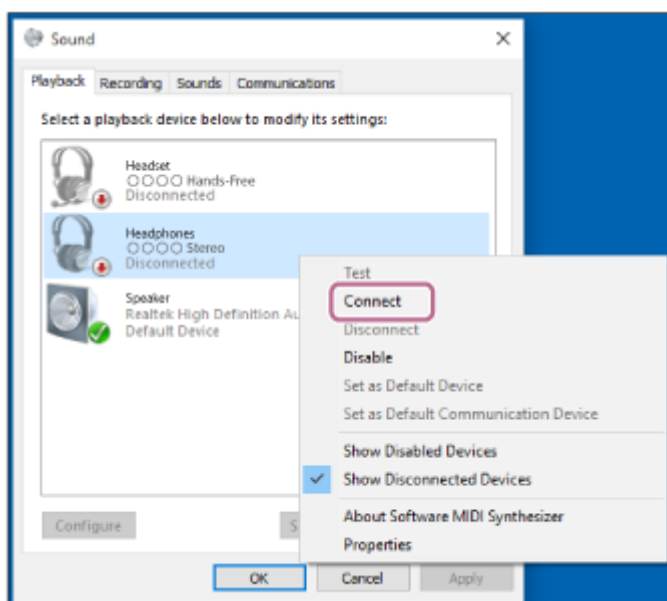 Sound
Playback Recording Sounds Communications
Select a playback device below to modify its settings:
Headset
○○○○ Hands-Free
Disconnected
Headphones
○○○○ Stereo
Disconnected
Speaker
Realtek High Definition Au
Default Device
Test
Connect
Disconnect
Disable
Set as Default Device
Set as Default Communication Device
Show Disabled Devices
Show Disconnected Devices
About Software MIDI Synthesizer
Properties
Configure S
OK Cancel Apply